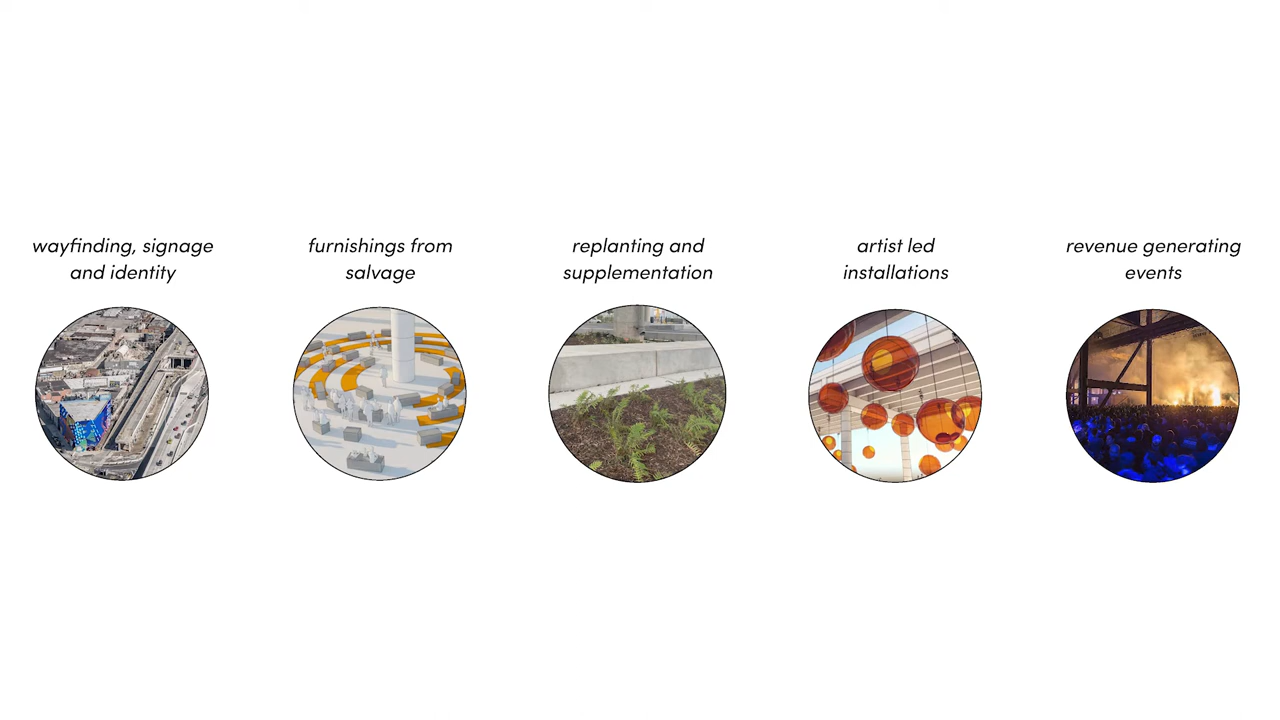 wayfinding, signage
and identity
furnishings from
salvage
replanting and
supplementation
artist led
installations
revenue generating
events